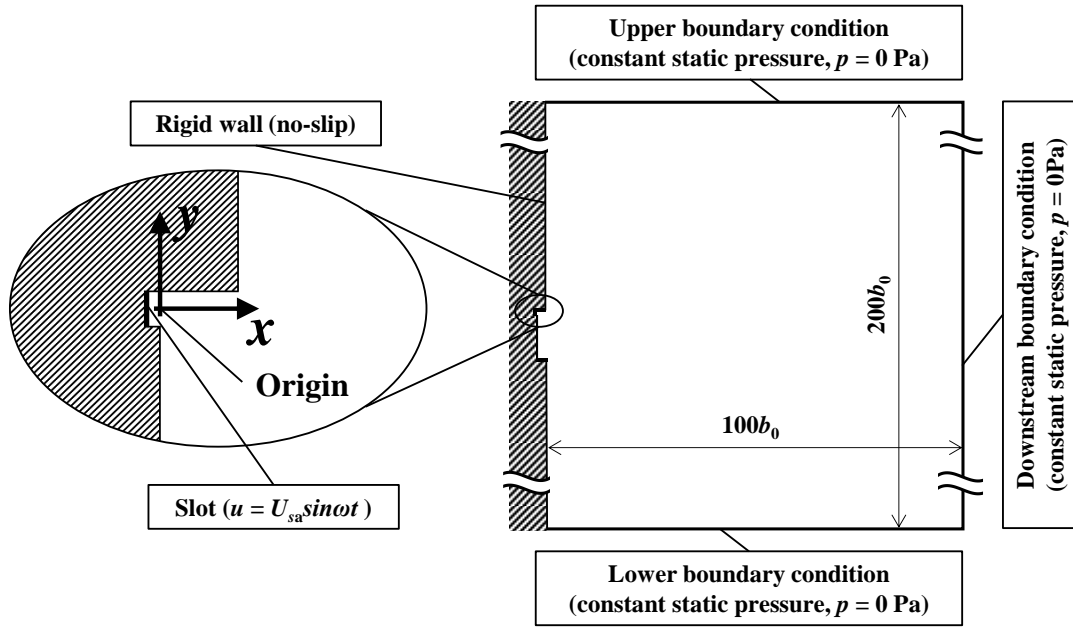 Upper boundary condition
(constant static pressure, p = 0 Pa)
Rigid wall (no-slip)
y
x
Origin
Slot (u = Usasinωt )
200b0
100b0
Downstream boundary condition
(constant static pressure, p = 0Pa)
Lower boundary condition
(constant static pressure, p = 0 Pa)